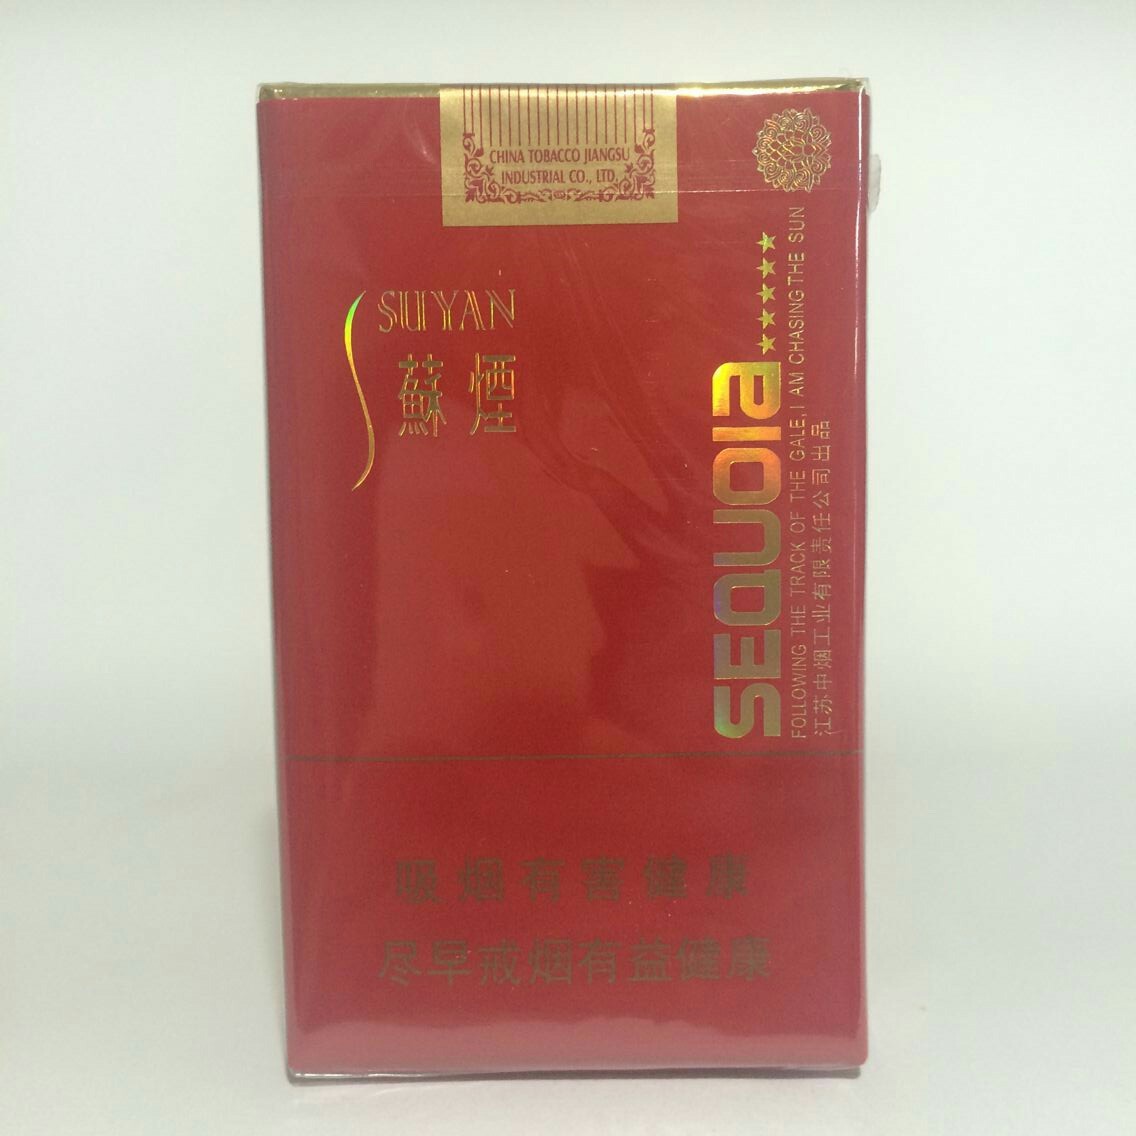 CHINA TOBACCO JIANGSU
INDUSTRIAL CO., LTD.
SUYAN
蘇煙
SEQUOIA
FOLLOWING THE TRACK OF THE GALE, I AM CHASING THE SUN
江苏中烟工业有限责任公司出品
吸烟有害健康
尽早戒烟有益健康